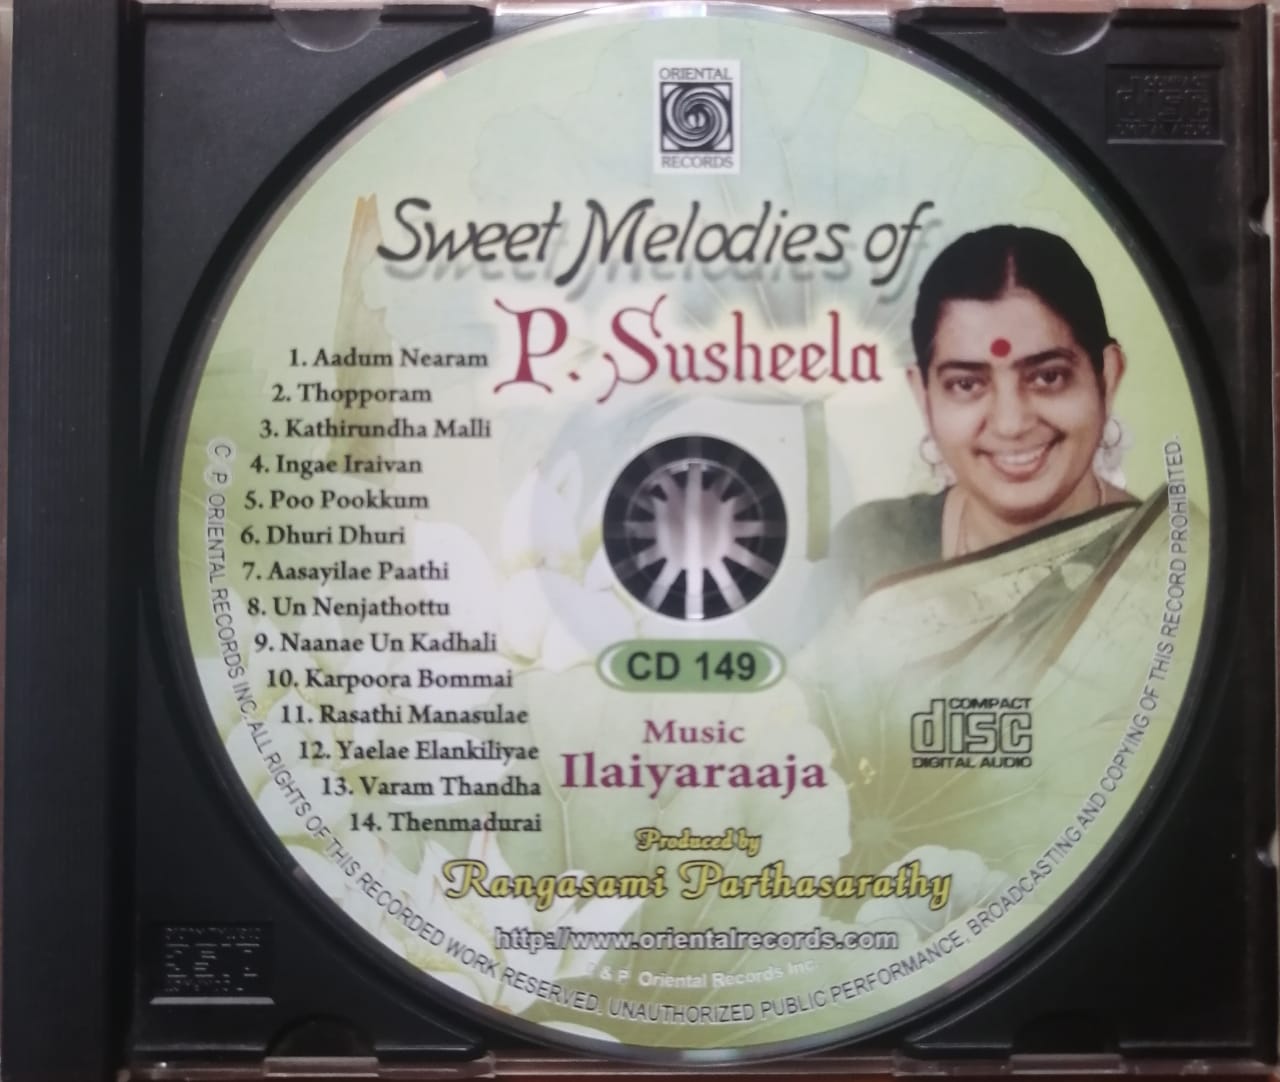 ORIENTAL
RECORDS
Sweet Melodies of
P. Susheela
1. Aadum Nearam
2. Thopporam
3. Kathirundha Malli
4. Ingae Iraivan
5. Poo Pookkum
6. Dhuri Dhuri
7. Aasayilae Paathi
8. Un Nenjathottu
9. Naanae Un Kadhali
10. Karpoora Bommai
11. Rasathi Manasulae
12. Yaelae Elankiliyae
13. Varam Thandha
14. Thenmadurai
CD 149
Music
Ilaiyaraaja
COMPACT
disc
DIGITAL AUDIO
Produced by
Rangasami Parthasarathy
http://www.orientalrecords.com
& P Oriental Records Inc.
C P ORIENTAL RECORDS INC. ALL RIGHTS OF THIS RECORDED WORK RESERVED. UNAUTHORIZED PUBLIC PERFORMANCE, BROADCASTING AND COPYING OF THIS RECORD PROHIBITED.
COMPACT
disc
DIGITAL AUDIO